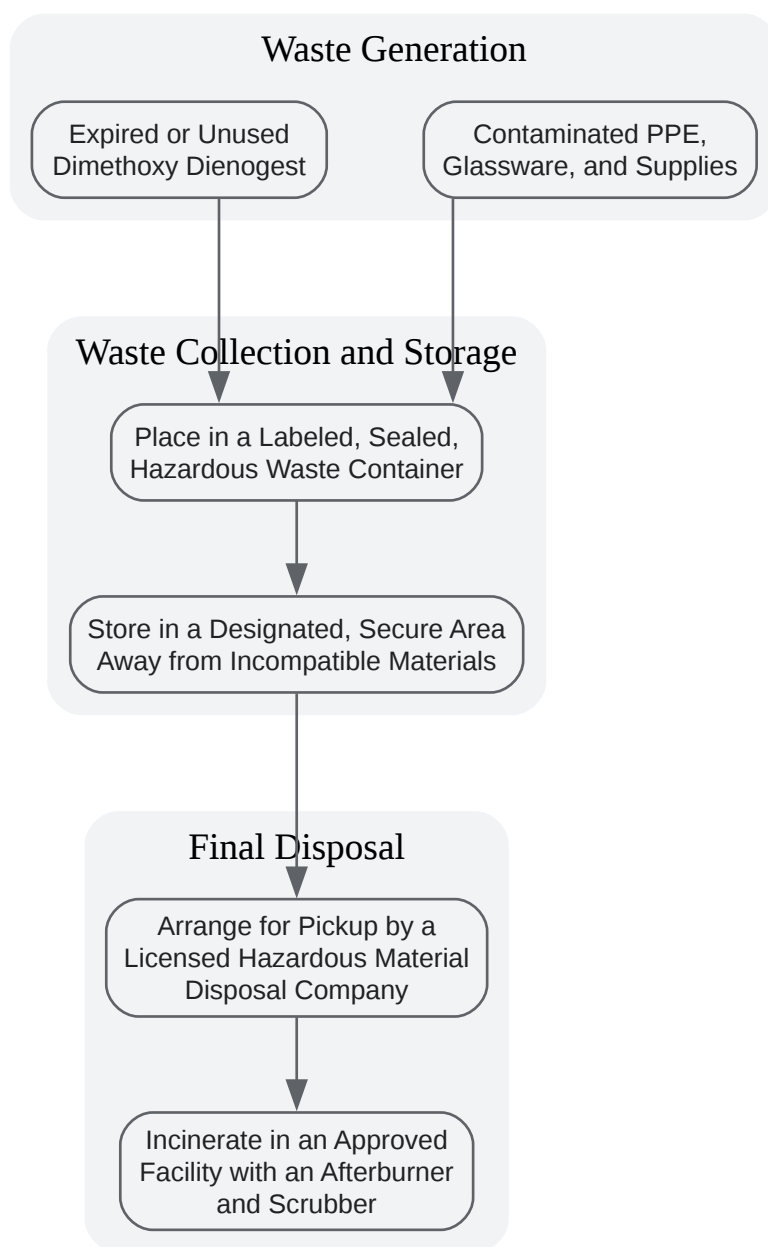 Waste Generation
Expired or Unused
Dimethoxy Dienogest
Contaminated PPE,
Glassware, and Supplies
Waste Collection and Storage
Place in a Labeled, Sealed,
Hazardous Waste Container
Store in a Designated, Secure Area
Away from Incompatible Materials
Final Disposal
Arrange for Pickup by a
Licensed Hazardous Material
Disposal Company
Incinerate in an Approved
Facility with an Afterburner
and Scrubber